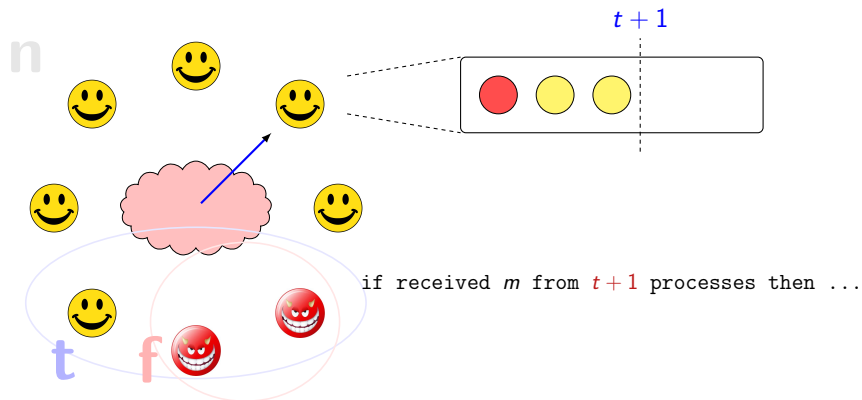 t + 1
n
if received m from t + 1 processes then ...
t f